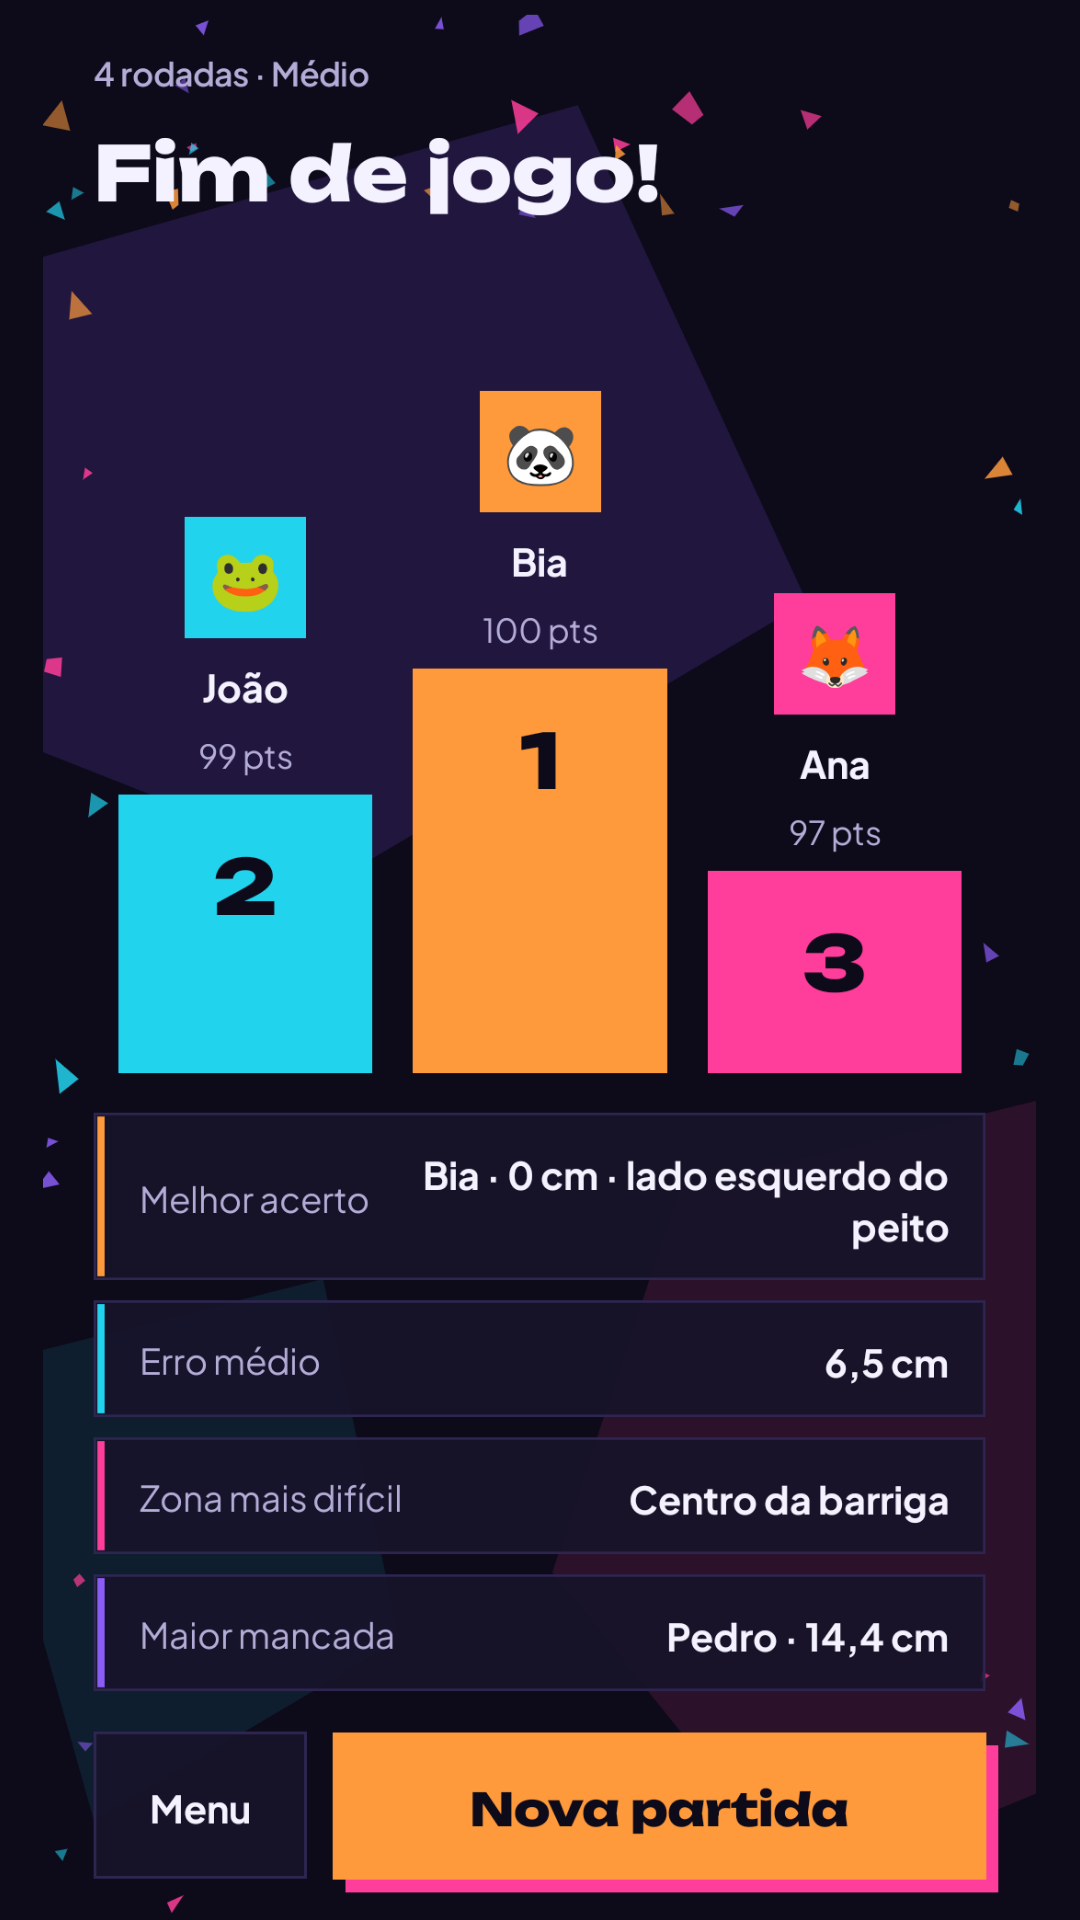 4 rodadas · Médio
Fim de jogo!
Bia
100 pts
1
João
99 pts
2
Ana
97 pts
3
Melhor acerto
Bia · 0 cm · lado esquerdo do
peito
Erro médio
6,5 cm
Zona mais difícil
Centro da barriga
Maior mancada
Pedro · 14,4 cm
Menu
Nova partida